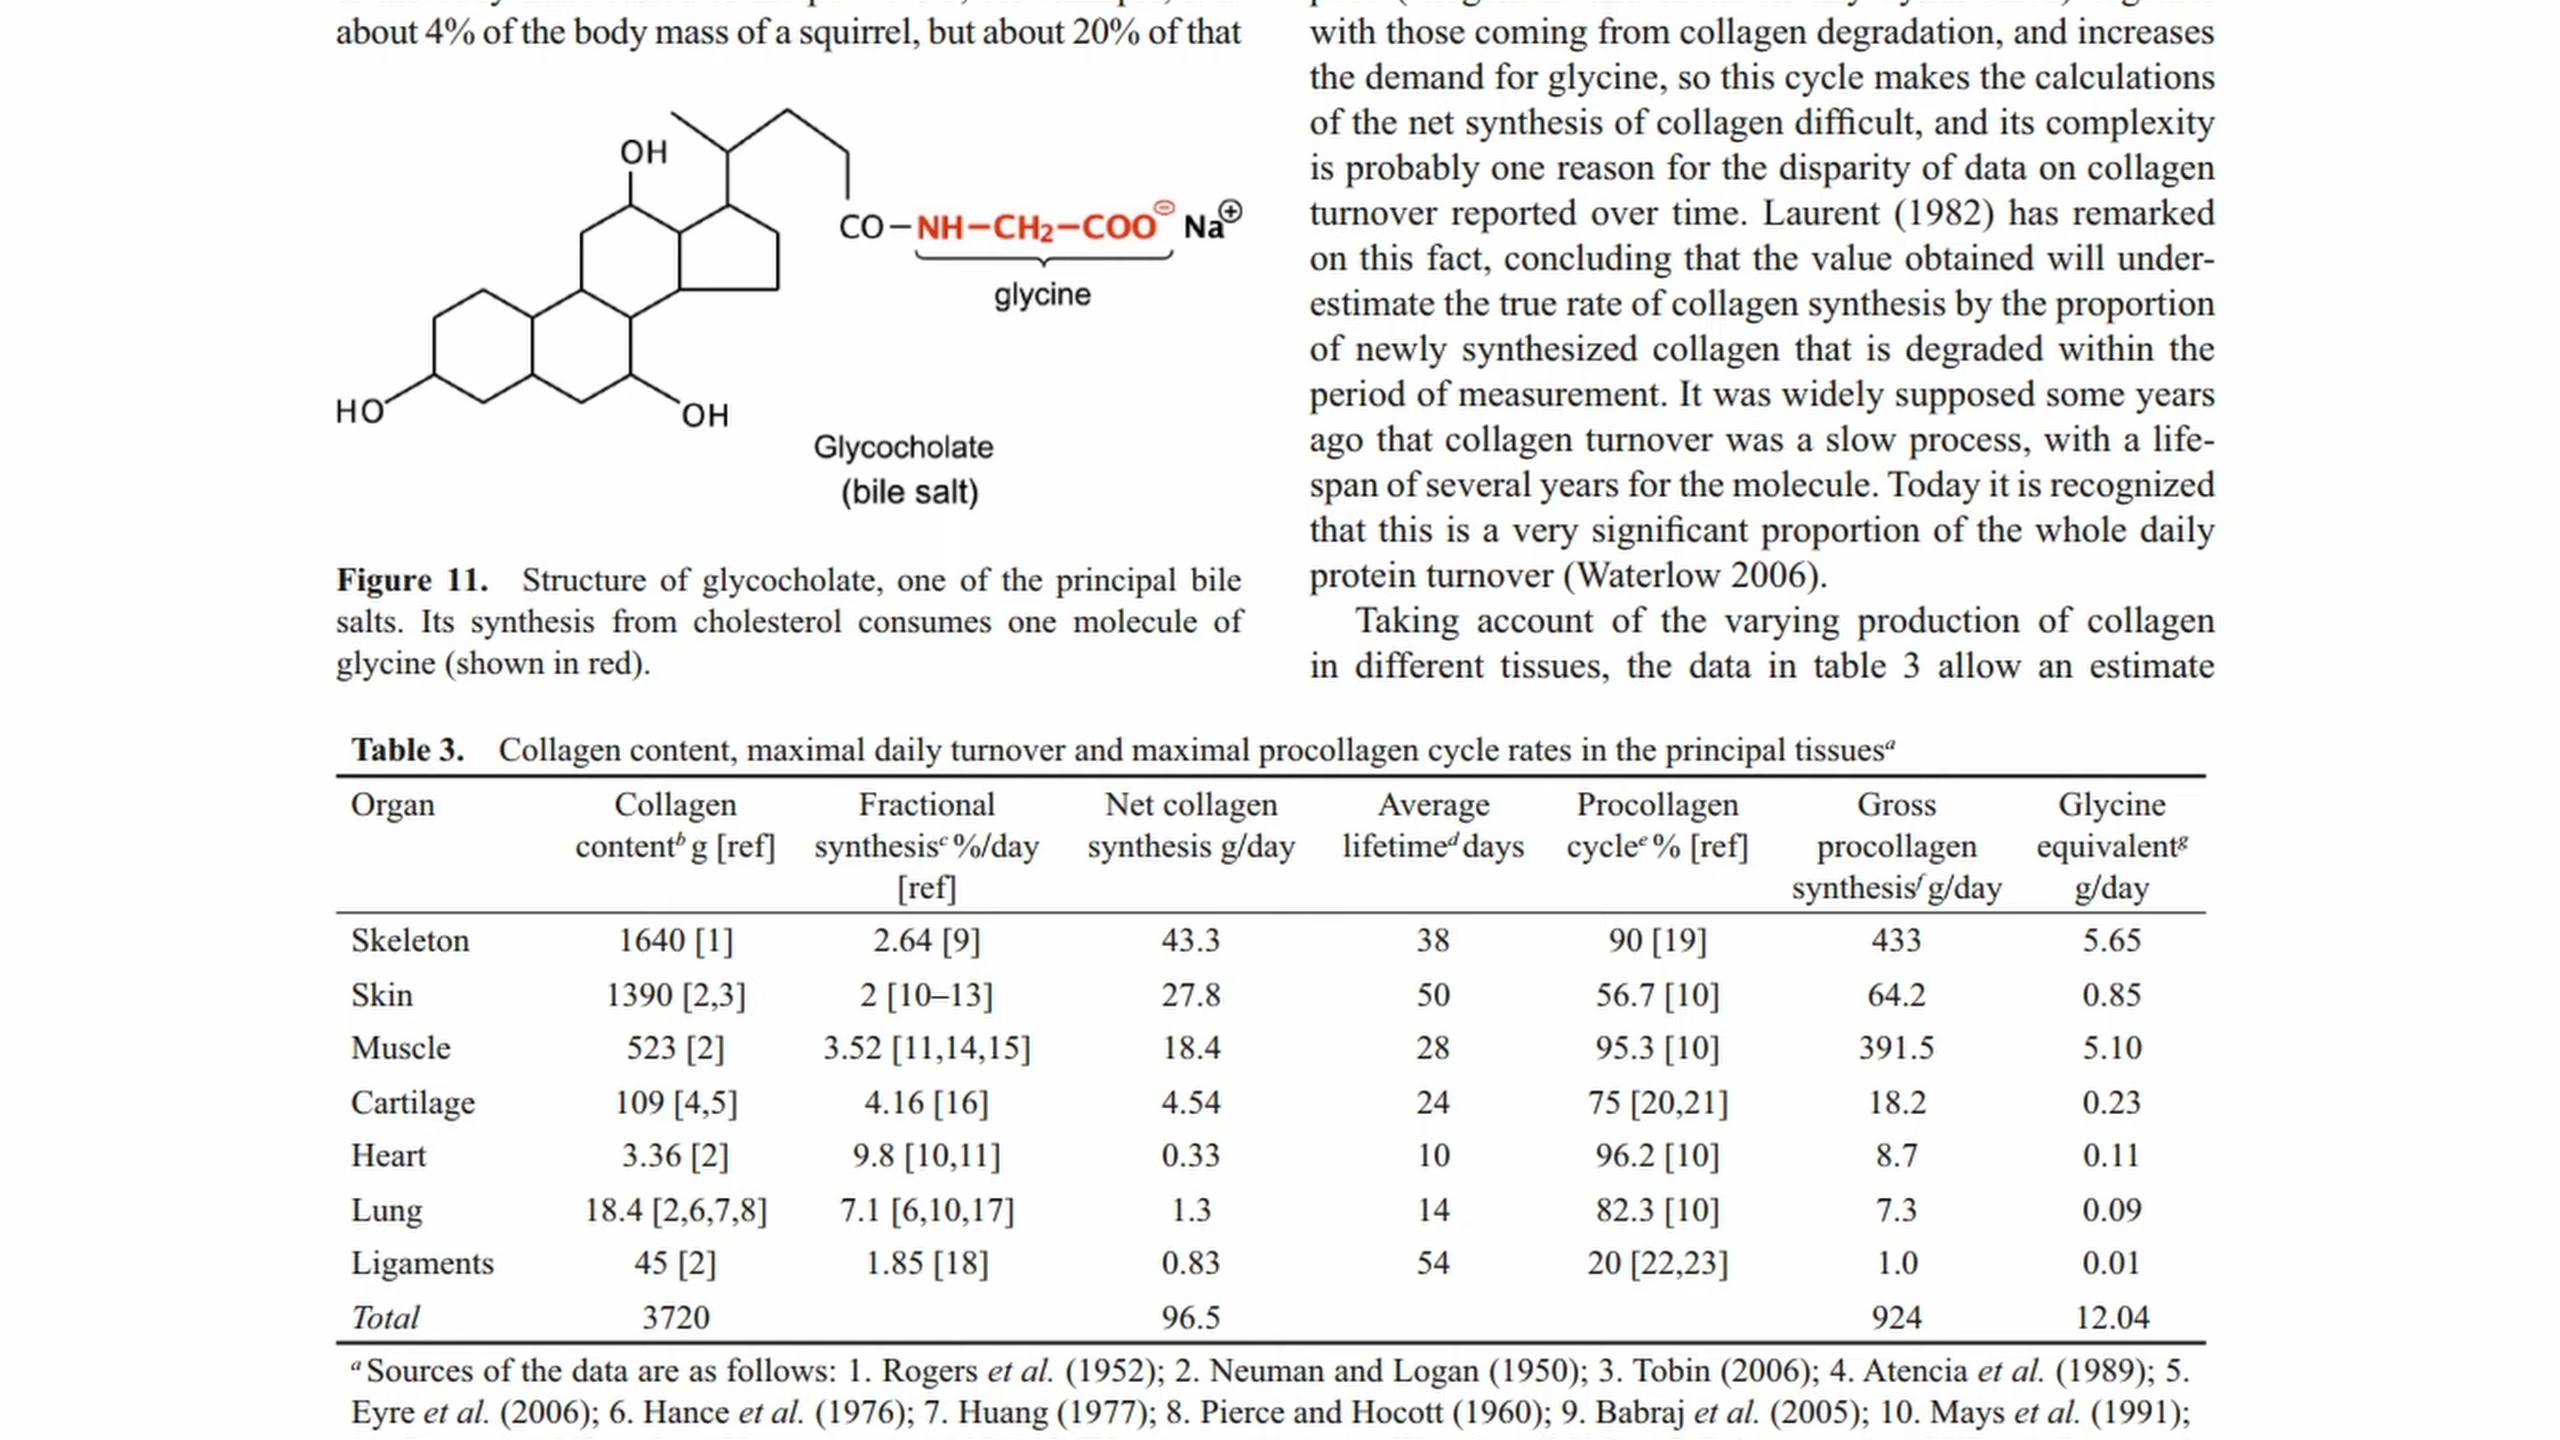 about 4% of the body mass of a squirrel, but about 20% of that
OH
CO–NH–CH₂–COO⊖ Na⊕
glycine
HO
OH
Glycocholate
(bile salt)
Figure 11. Structure of glycocholate, one of the principal bile
salts. Its synthesis from cholesterol consumes one molecule of
glycine (shown in red).
with those coming from collagen degradation, and increases
the demand for glycine, so this cycle makes the calculations
of the net synthesis of collagen difficult, and its complexity
is probably one reason for the disparity of data on collagen
turnover reported over time. Laurent (1982) has remarked
on this fact, concluding that the value obtained will under-
estimate the true rate of collagen synthesis by the proportion
of newly synthesized collagen that is degraded within the
period of measurement. It was widely supposed some years
ago that collagen turnover was a slow process, with a life-
span of several years for the molecule. Today it is recognized
that this is a very significant proportion of the whole daily
protein turnover (Waterlow 2006).
Taking account of the varying production of collagen
in different tissues, the data in table 3 allow an estimate
Table 3. Collagen content, maximal daily turnover and maximal procollagen cycle rates in the principal tissuesᵃ
Organ Collagen Fractional Net collagen Average Procollagen Gross Glycine
contentᵇ g [ref] synthesisᶜ %/day synthesis g/day lifetimeᵈ days cycleᵉ % [ref] procollagen equivalentᵍ
[ref] synthesisᶠ g/day g/day
Skeleton 1640 [1] 2.64 [9] 43.3 38 90 [19] 433 5.65
Skin 1390 [2,3] 2 [10–13] 27.8 50 56.7 [10] 64.2 0.85
Muscle 523 [2] 3.52 [11,14,15] 18.4 28 95.3 [10] 391.5 5.10
Cartilage 109 [4,5] 4.16 [16] 4.54 24 75 [20,21] 18.2 0.23
Heart 3.36 [2] 9.8 [10,11] 0.33 10 96.2 [10] 8.7 0.11
Lung 18.4 [2,6,7,8] 7.1 [6,10,17] 1.3 14 82.3 [10] 7.3 0.09
Ligaments 45 [2] 1.85 [18] 0.83 54 20 [22,23] 1.0 0.01
Total 3720 96.5 924 12.04
ᵃ Sources of the data are as follows: 1. Rogers et al. (1952); 2. Neuman and Logan (1950); 3. Tobin (2006); 4. Atencia et al. (1989); 5.
Eyre et al. (2006); 6. Hance et al. (1976); 7. Huang (1977); 8. Pierce and Hocott (1960); 9. Babraj et al. (2005); 10. Mays et al. (1991);